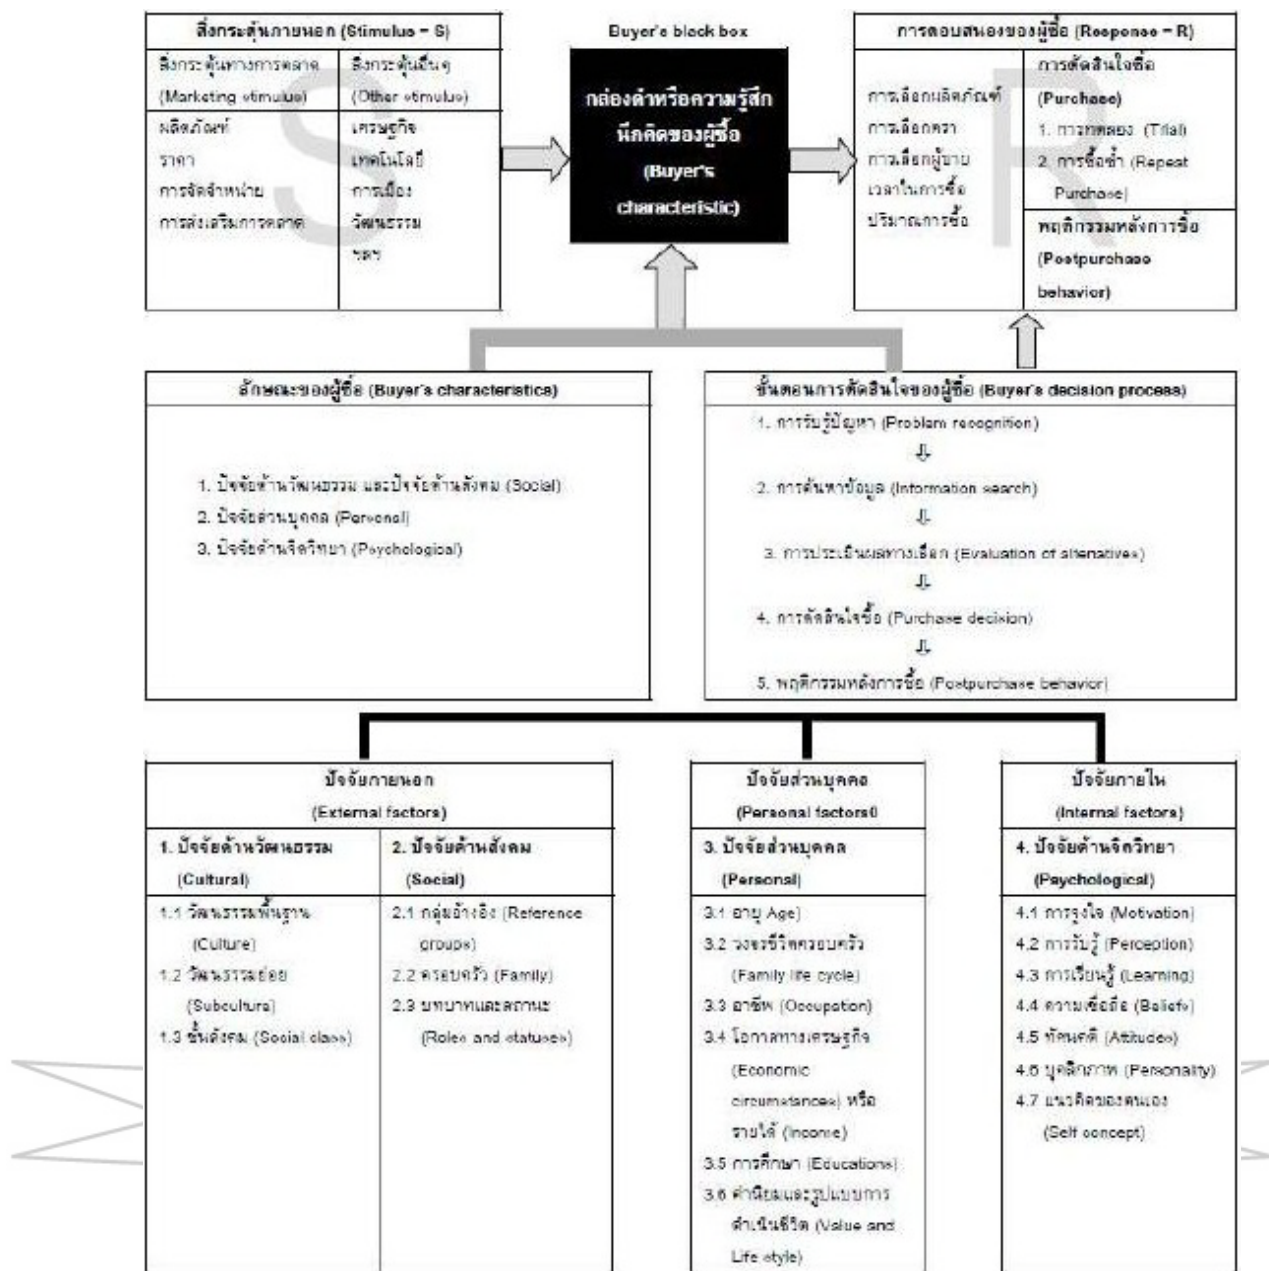 สิ่งกระตุ้นภายนอก (Stimulus – S)
สิ่งกระตุ้นทางการตลาด
(Marketing stimulus)
สิ่งกระตุ้นอื่นๆ
(Other stimulus)
ผลิตภัณฑ์
ราคา
การจัดจำหน่าย
การส่งเสริมการตลาด
เศรษฐกิจ
เทคโนโลยี
การเมือง
วัฒนธรรม
ฯลฯ
S
Buyer's black box
กล่องดำหรือความรู้สึก
นึกคิดของผู้ซื้อ
(Buyer's
characteristic)
การตอบสนองของผู้ซื้อ (Response – R)
การเลือกผลิตภัณฑ์
การเลือกตรา
การเลือกผู้ขาย
เวลาในการซื้อ
ปริมาณการซื้อ
การตัดสินใจซื้อ
(Purchase)
1. การทดลอง (Trial)
2. การซื้อซ้ำ (Repeat
Purchase)
พฤติกรรมหลังการซื้อ
(Postpurchase
behavior)
R
ลักษณะของผู้ซื้อ (Buyer's characteristics)
1. ปัจจัยด้านวัฒนธรรม และปัจจัยด้านสังคม (Social)
2. ปัจจัยส่วนบุคคล (Personal)
3. ปัจจัยด้านจิตวิทยา (Psychological)
ขั้นตอนการตัดสินใจของผู้ซื้อ (Buyer's decision process)
1. การรับรู้ปัญหา (Problem recognition)
2. การค้นหาข้อมูล (Information search)
3. การประเมินผลทางเลือก (Evaluation of altenatives)
4. การตัดสินใจซื้อ (Purchase decision)
5. พฤติกรรมหลังการซื้อ (Postpurchase behavior)
ปัจจัยภายนอก
(External factors)
1. ปัจจัยด้านวัฒนธรรม
(Cultural)
1.1 วัฒนธรรมพื้นฐาน
(Culture)
1.2 วัฒนธรรมย่อย
(Subculture)
1.3 ชั้นสังคม (Social class)
2. ปัจจัยด้านสังคม
(Social)
2.1 กลุ่มอ้างอิง (Reference
groups)
2.2 ครอบครัว (Family)
2.3 บทบาทและสถานะ
(Roles and statuses)
ปัจจัยส่วนบุคคล
(Personal factors0
3. ปัจจัยส่วนบุคคล
(Personal)
3.1 อายุ Age)
3.2 วงจรชีวิตครอบครัว
(Family life cycle)
3.3 อาชีพ (Occupation)
3.4 โอกาสทางเศรษฐกิจ
(Economic
circumstances) หรือ
รายได้ (Income)
3.5 การศึกษา (Educations)
3.6 ค่านิยมและรูปแบบการ
ดำเนินชีวิต (Value and
Life style)
ปัจจัยภายใน
(Internal factors)
4. ปัจจัยด้านจิตวิทยา
(Psychological)
4.1 การจูงใจ (Motivation)
4.2 การรับรู้ (Perception)
4.3 การเรียนรู้ (Learning)
4.4 ความเชื่อถือ (Beliefs)
4.5 ทัศนคติ (Attitudes)
4.6 บุคลิกภาพ (Personality)
4.7 แนวคิดของตนเอง
(Self concept)